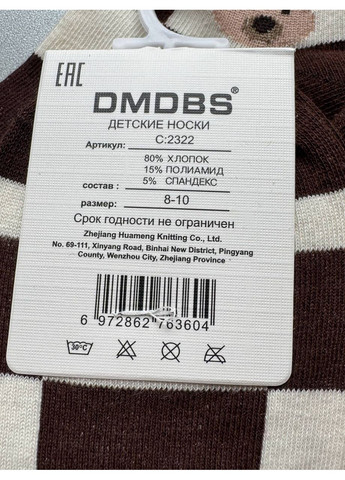 EAC
DMDBS®
ДЕТСКИЕ НОСКИ
Артикул: C:2322
80% ХЛОПОК
15% ПОЛИАМИД
состав : 5% СПАНДЕКС
размер: 8-10
Срок годности не ограничен
Zhejiang Huameng Knitting Co., Ltd.
No. 69-111, Xinyang Road, Binhai New District, Pingyang
County, Wenzhou City, Zhejiang Province
6 972862 763604
30°C